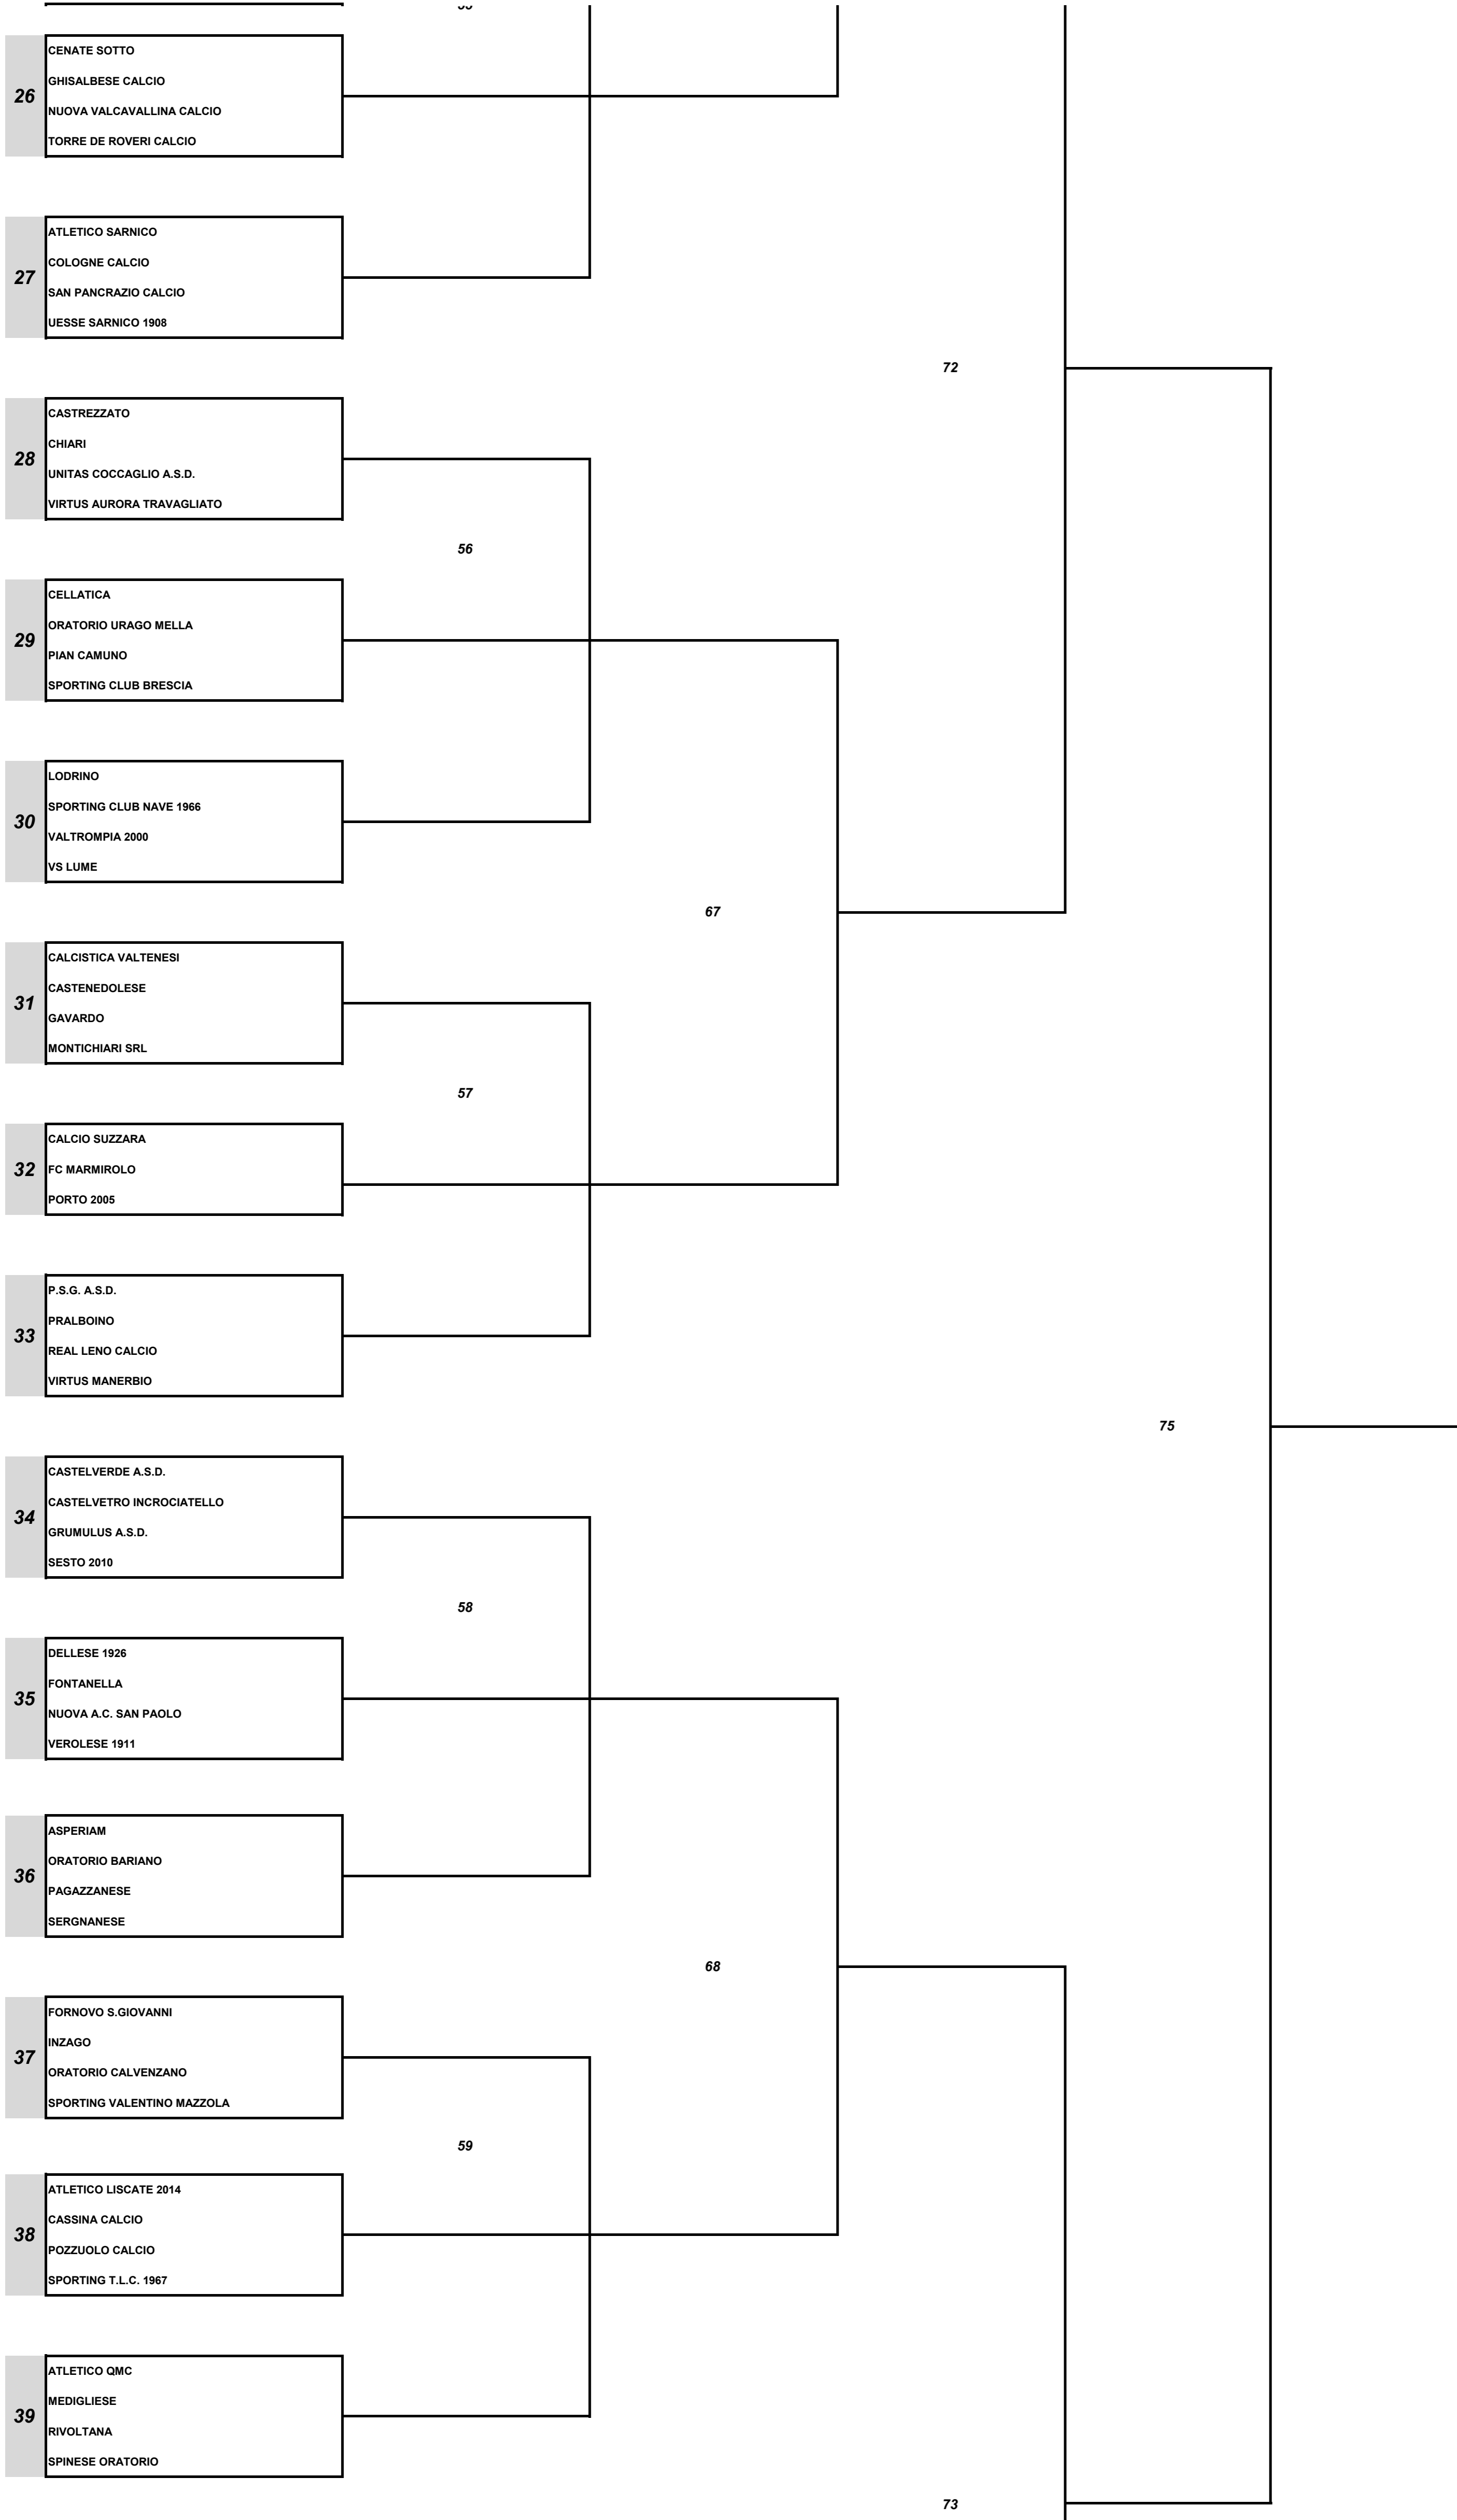 26
CENATE SOTTO
GHISALBESE CALCIO
NUOVA VALCAVALLINA CALCIO
TORRE DE ROVERI CALCIO
27
ATLETICO SARNICO
COLOGNE CALCIO
SAN PANCRAZIO CALCIO
UESSE SARNICO 1908
72
28
CASTREZZATO
CHIARI
UNITAS COCCAGLIO A.S.D.
VIRTUS AURORA TRAVAGLIATO
56
29
CELLATICA
ORATORIO URAGO MELLA
PIAN CAMUNO
SPORTING CLUB BRESCIA
30
LODRINO
SPORTING CLUB NAVE 1966
VALTROMPIA 2000
VS LUME
67
31
CALCISTICA VALTENESI
CASTENEDOLESE
GAVARDO
MONTICHIARI SRL
57
32
CALCIO SUZZARA
FC MARMIROLO
PORTO 2005
33
P.S.G. A.S.D.
PRALBOINO
REAL LENO CALCIO
VIRTUS MANERBIO
75
34
CASTELVERDE A.S.D.
CASTELVETRO INCROCIATELLO
GRUMULUS A.S.D.
SESTO 2010
58
35
DELLESE 1926
FONTANELLA
NUOVA A.C. SAN PAOLO
VEROLESE 1911
36
ASPERIAM
ORATORIO BARIANO
PAGAZZANESE
SERGNANESE
68
37
FORNOVO S.GIOVANNI
INZAGO
ORATORIO CALVENZANO
SPORTING VALENTINO MAZZOLA
59
38
ATLETICO LISCATE 2014
CASSINA CALCIO
POZZUOLO CALCIO
SPORTING T.L.C. 1967
39
ATLETICO QMC
MEDIGLIESE
RIVOLTANA
SPINESE ORATORIO
73